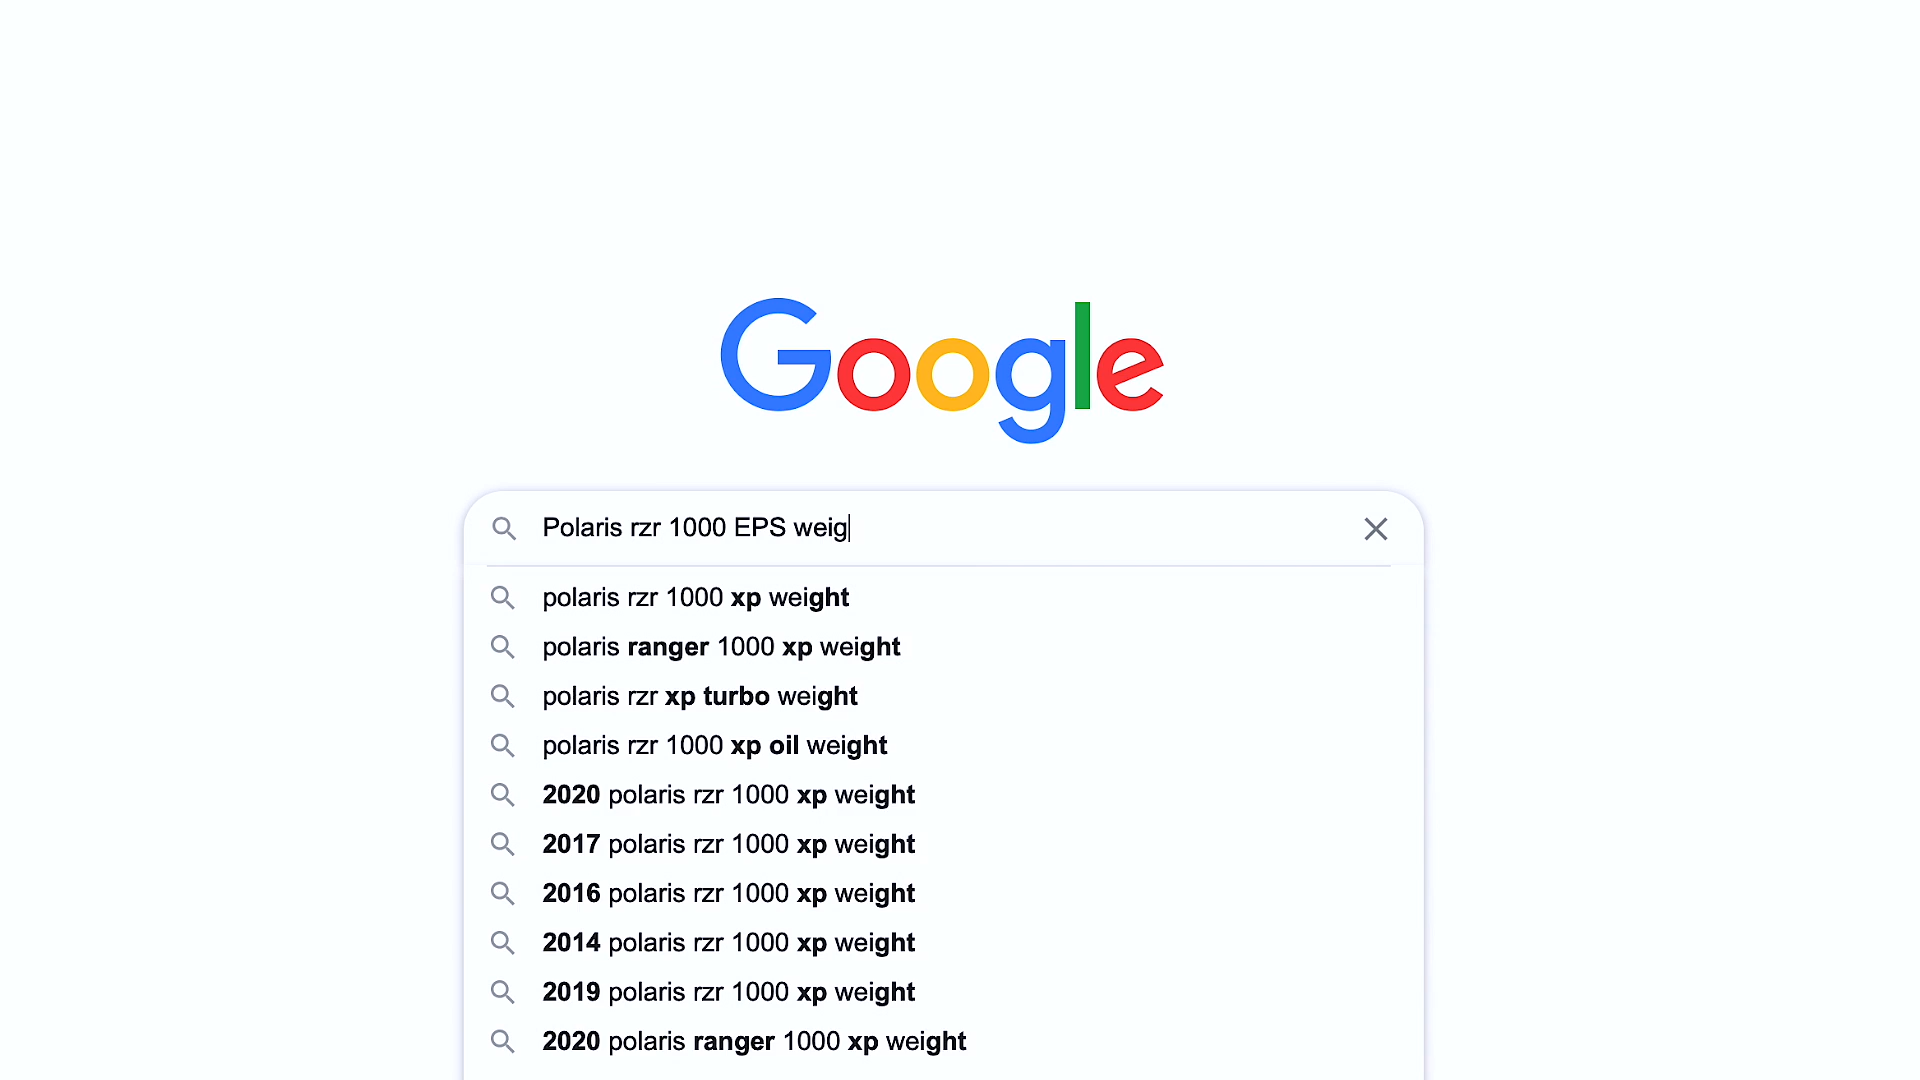 Google
Polaris rzr 1000 EPS weig
polaris rzr 1000 xp weight
polaris ranger 1000 xp weight
polaris rzr xp turbo weight
polaris rzr 1000 xp oil weight
2020 polaris rzr 1000 xp weight
2017 polaris rzr 1000 xp weight
2016 polaris rzr 1000 xp weight
2014 polaris rzr 1000 xp weight
2019 polaris rzr 1000 xp weight
2020 polaris ranger 1000 xp weight